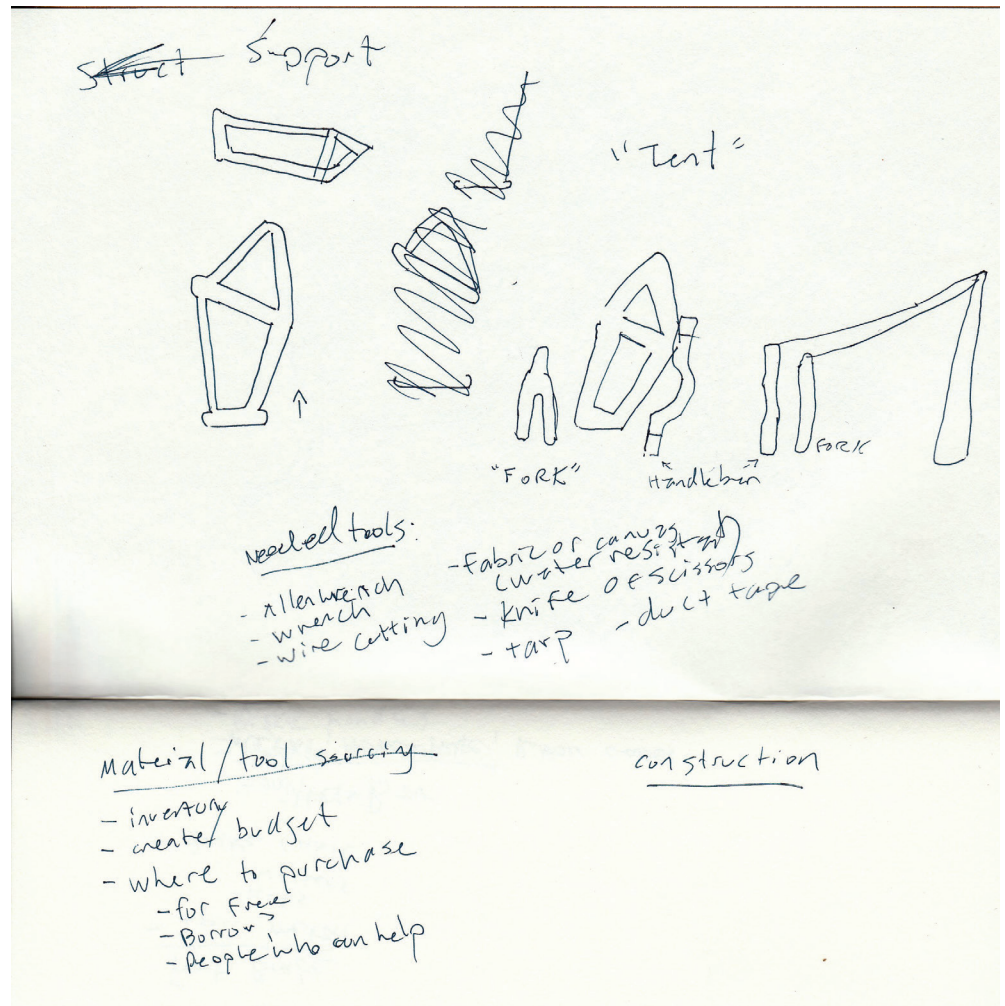 Struct Support
"Tent"
"FORK"
Handlebar
FORK
Needed tools:
- Allen wrench
- wrench
- wire cutting
- Fabric or canvas
(water resistant)
- knife or scissors
- tarp
- duct tape
Material/tool sourcing
- inventory
- create budget
- where to purchase
- for Free
- Borrow
- People who can help
construction